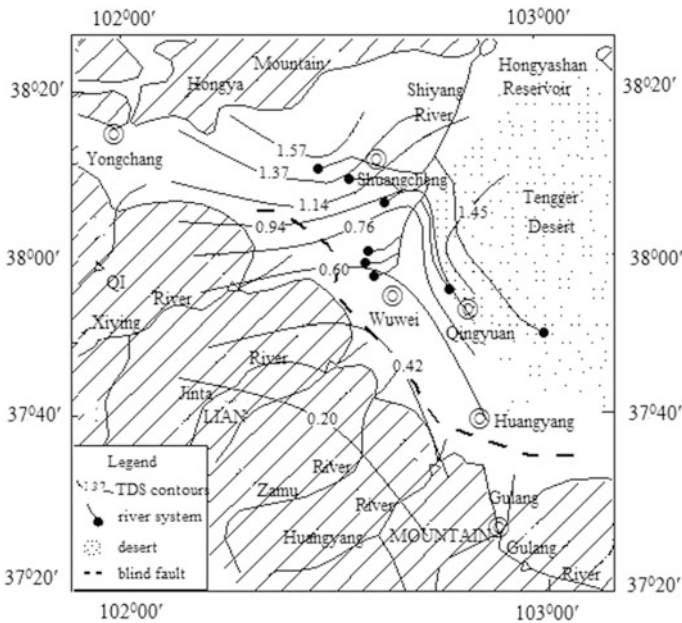 102⁰00′
103⁰00′
Mountain
Hongyashan
Reservoir
38⁰20′
Hongya
Shiyang
River
38⁰20′
Yongchang
1.57
1.37
Shuangcheng
Tengger
Desert
1.14
1.45
0.94
0.76
38⁰00′
QI
0.60
38⁰00′
River
Xiying
Wuwei
Qingyuan
River
0.42
Jinta
LIAN
0.20
37⁰40′
Huangyang
37⁰40′
Legend
1.37 TDS contours
river system
desert
blind fault
River
Zamu
River
Gulang
Huangyang
MOUNTAIN
Gulang
River
37⁰20′
37⁰20′
102⁰00′
103⁰00′